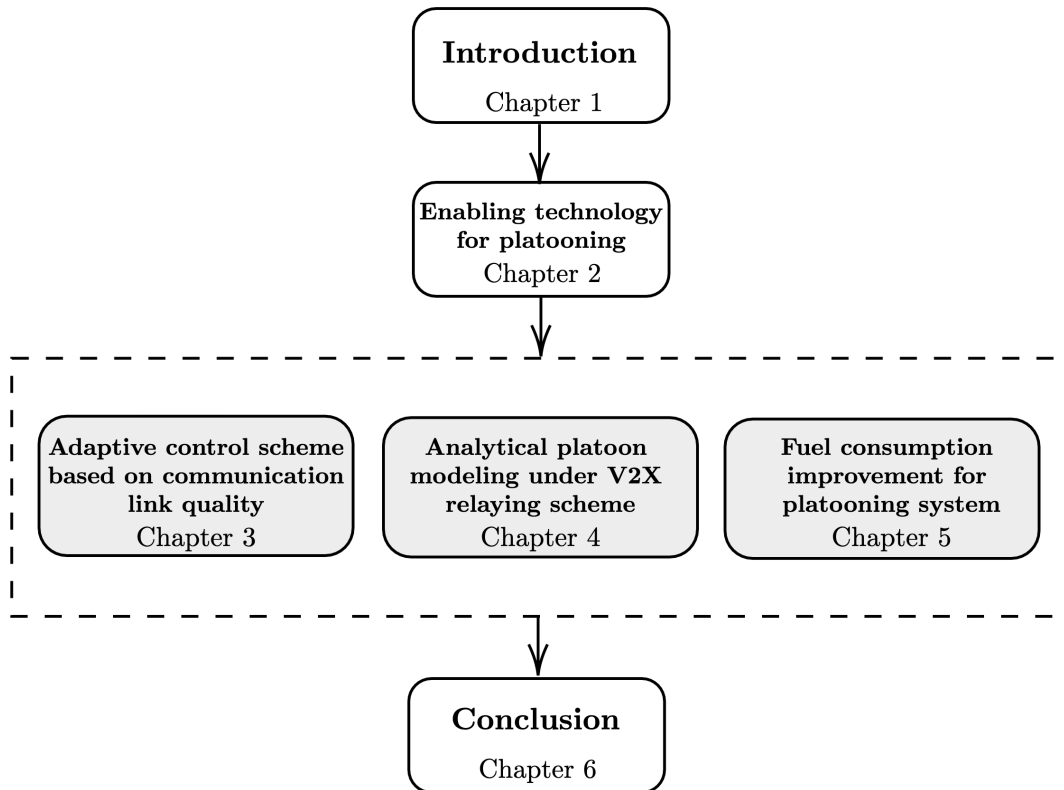 Introduction
Chapter 1
Enabling technology
for platooning
Chapter 2
Adaptive control scheme
based on communication
link quality
Chapter 3
Analytical platoon
modeling under V2X
relaying scheme
Chapter 4
Fuel consumption
improvement for
platooning system
Chapter 5
Conclusion
Chapter 6